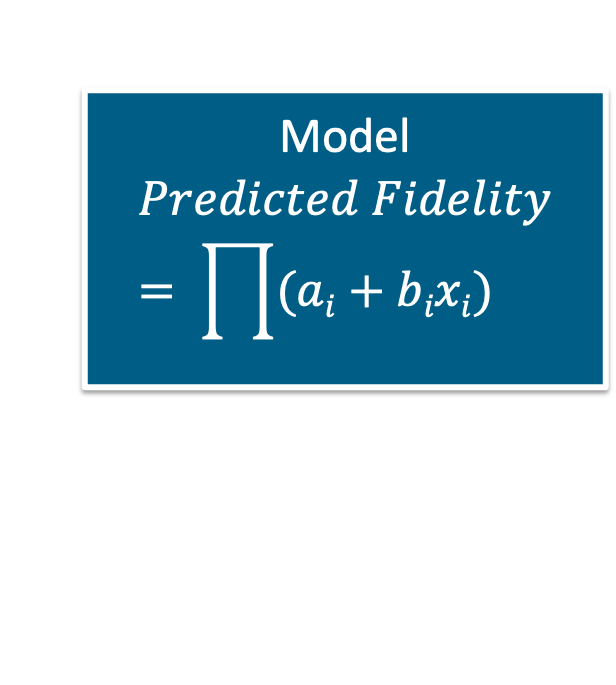 Model
Predicted Fidelity
= ∏(aᵢ + bᵢxᵢ)